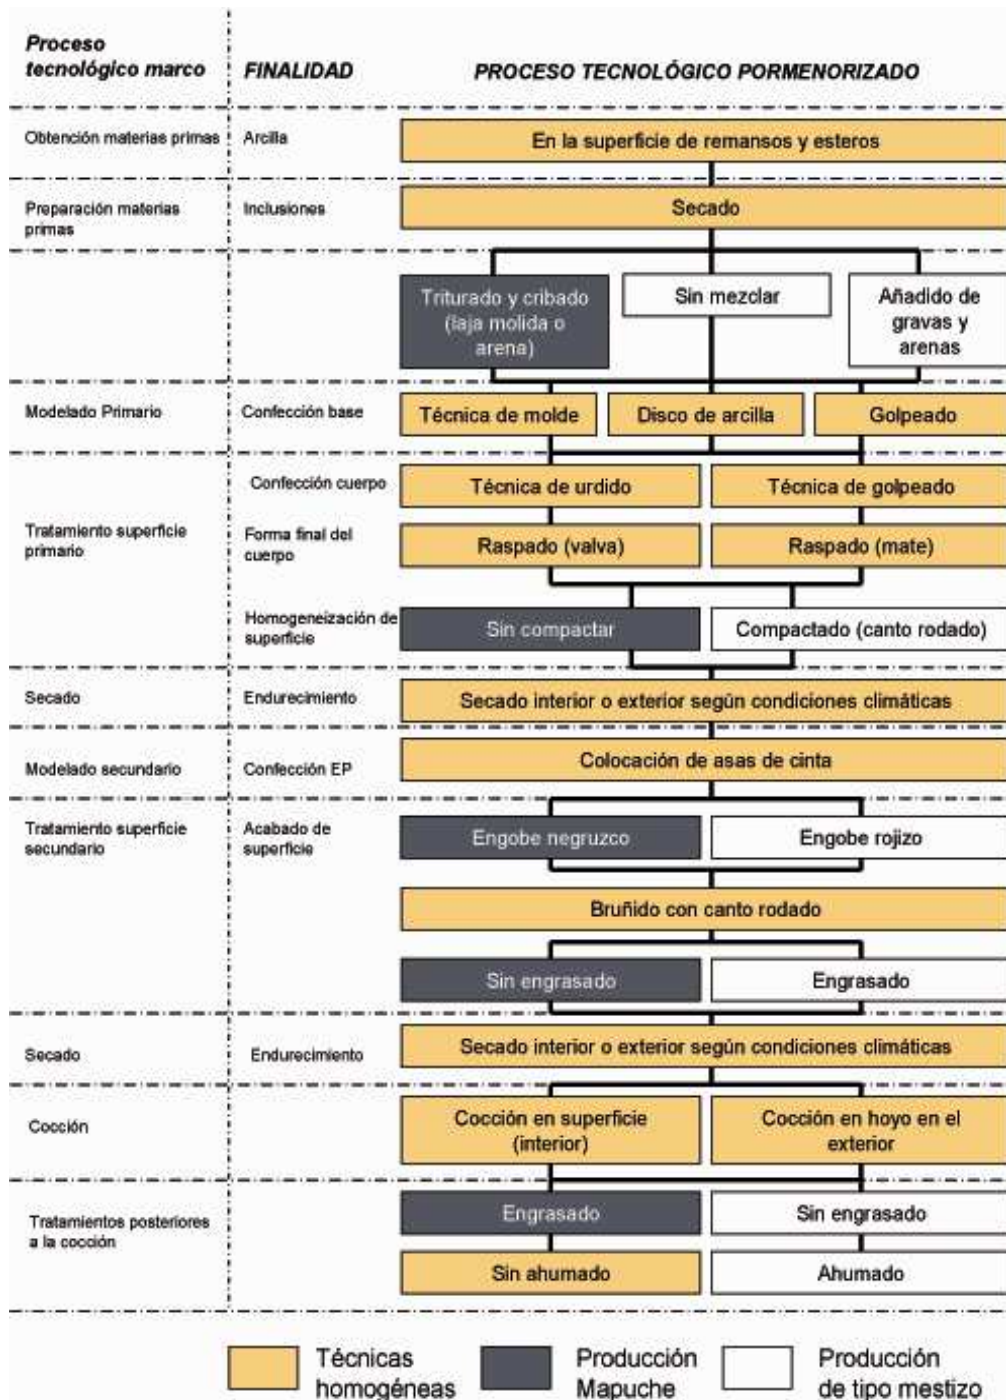 Proceso
tecnológico marco
FINALIDAD
PROCESO TECNOLÓGICO PORMENORIZADO
Obtención materias primas
Arcilla
En la superficie de remansos y esteros
Preparación materias
primas
Inclusiones
Secado
Triturado y cribado
(laja molida o
arena)
Sin mezclar
Añadido de
gravas y
arenas
Modelado Primario
Confección base
Técnica de molde
Disco de arcilla
Golpeado
Confección cuerpo
Técnica de urdido
Técnica de golpeado
Tratamiento superficie
primario
Forma final del
cuerpo
Raspado (valva)
Raspado (mate)
Homogeneización de
superficie
Sin compactar
Compactado (canto rodado)
Secado
Endurecimiento
Secado interior o exterior según condiciones climáticas
Modelado secundario
Confección EP
Colocación de asas de cinta
Tratamiento superficie
secundario
Acabado de
superficie
Engobe negruzco
Engobe rojizo
Bruñido con canto rodado
Sin engrasado
Engrasado
Secado
Endurecimiento
Secado interior o exterior según condiciones climáticas
Cocción
Cocción en superficie
(interior)
Cocción en hoyo en el
exterior
Tratamientos posteriores
a la cocción
Engrasado
Sin engrasado
Sin ahumado
Ahumado
Técnicas
homogéneas
Producción
Mapuche
Producción
de tipo mestizo